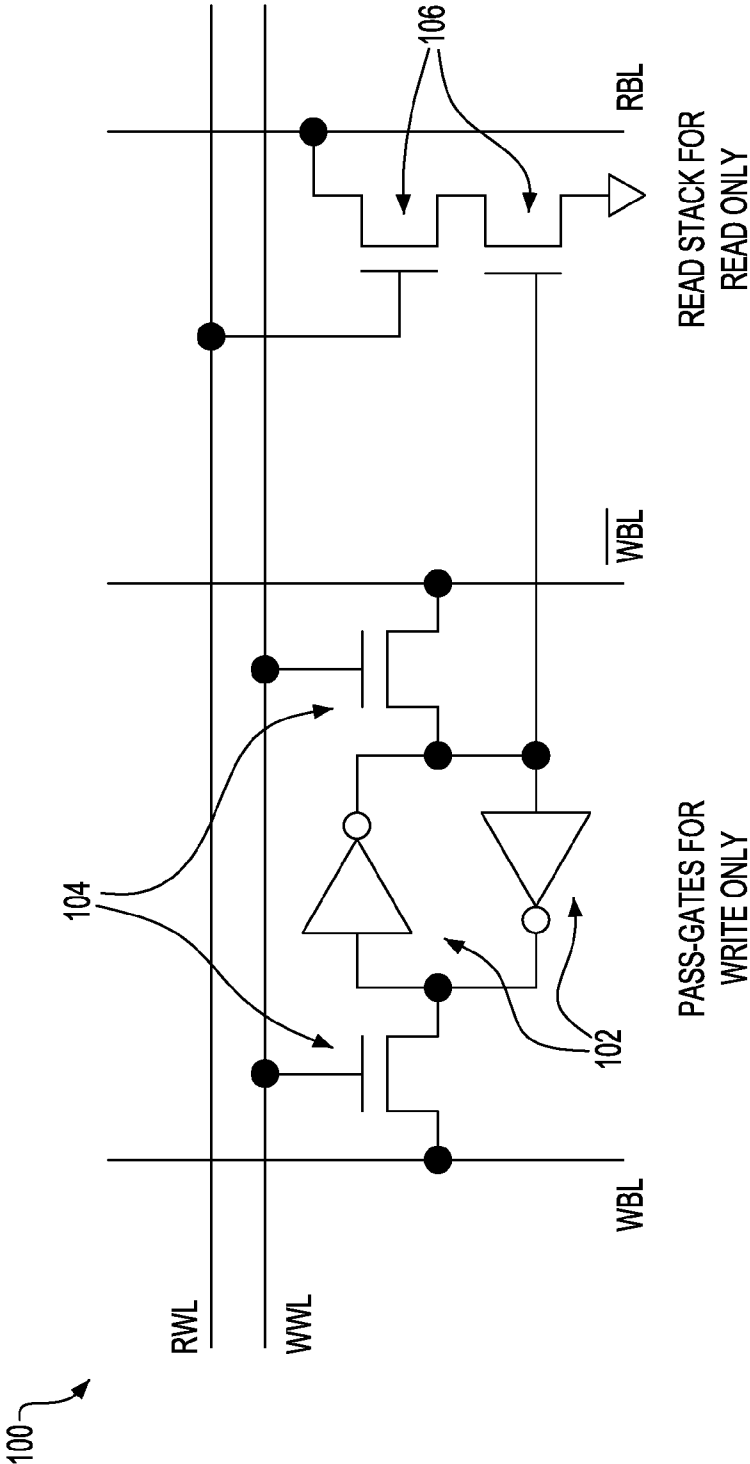 100
RWL
WWL
104
106
102
WBL
WBL
RBL
PASS-GATES FOR
WRITE ONLY
READ STACK FOR
READ ONLY